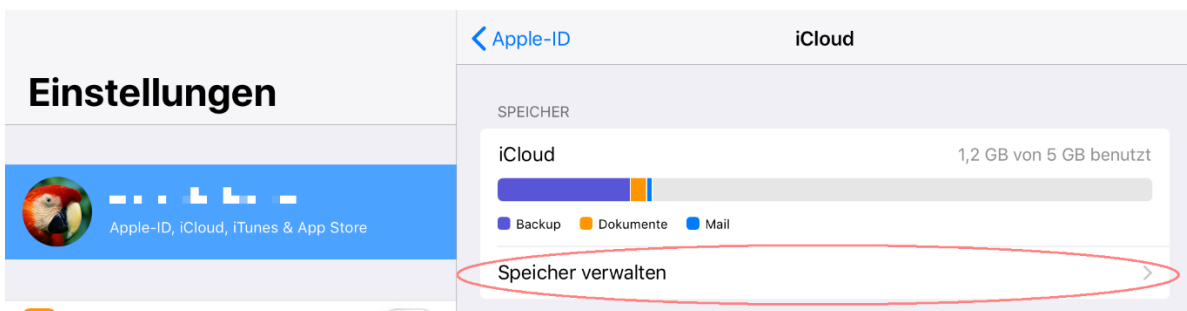 Apple-ID
iCloud
Einstellungen
Apple-ID, iCloud, iTunes & App Store
SPEICHER
iCloud
1,2 GB von 5 GB benutzt
Backup Dokumente Mail
Speicher verwalten